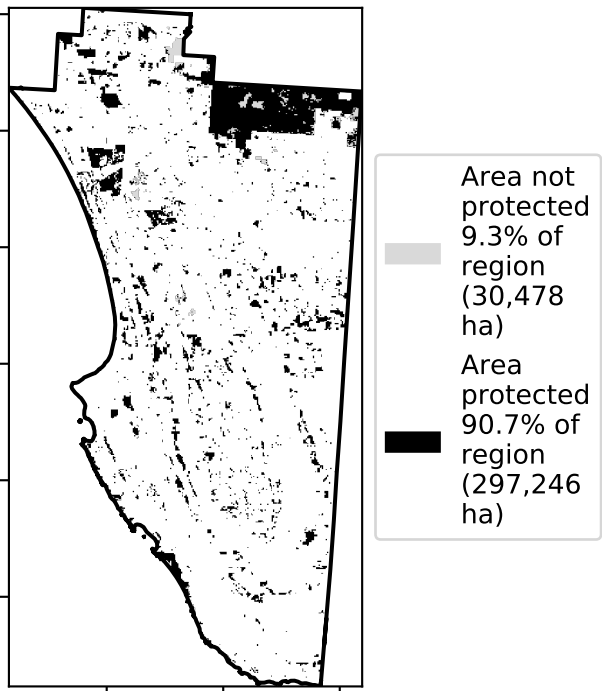 Area not
protected
9.3% of
region
(30,478
ha)
Area
protected
90.7% of
region
(297,246
ha)